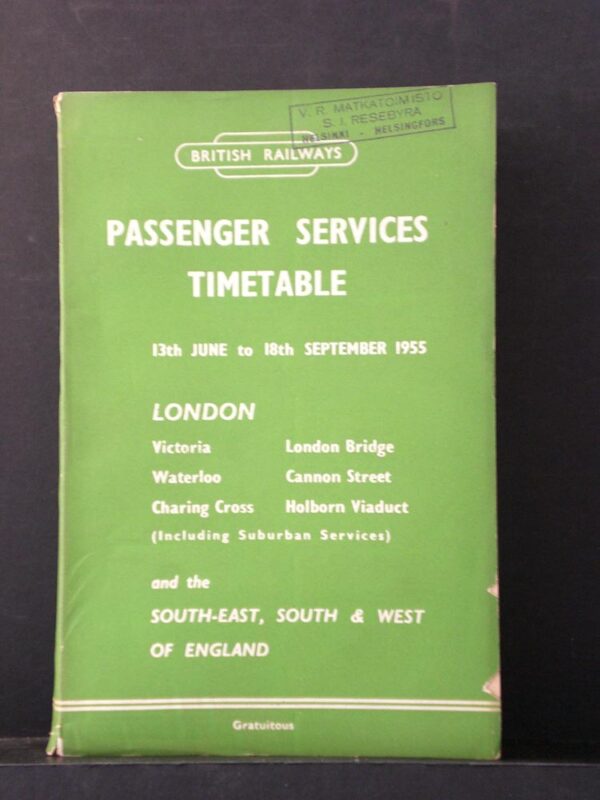 V. R. MATKATOIMISTO
S. J. RESEBYRA
HELSINKI - HELSINGFORS
BRITISH RAILWAYS
PASSENGER SERVICES
TIMETABLE
13th JUNE to 18th SEPTEMBER 1955
LONDON
Victoria London Bridge
Waterloo Cannon Street
Charing Cross Holborn Viaduct
(Including Suburban Services)
and the
SOUTH-EAST, SOUTH & WEST
OF ENGLAND
Gratuitous